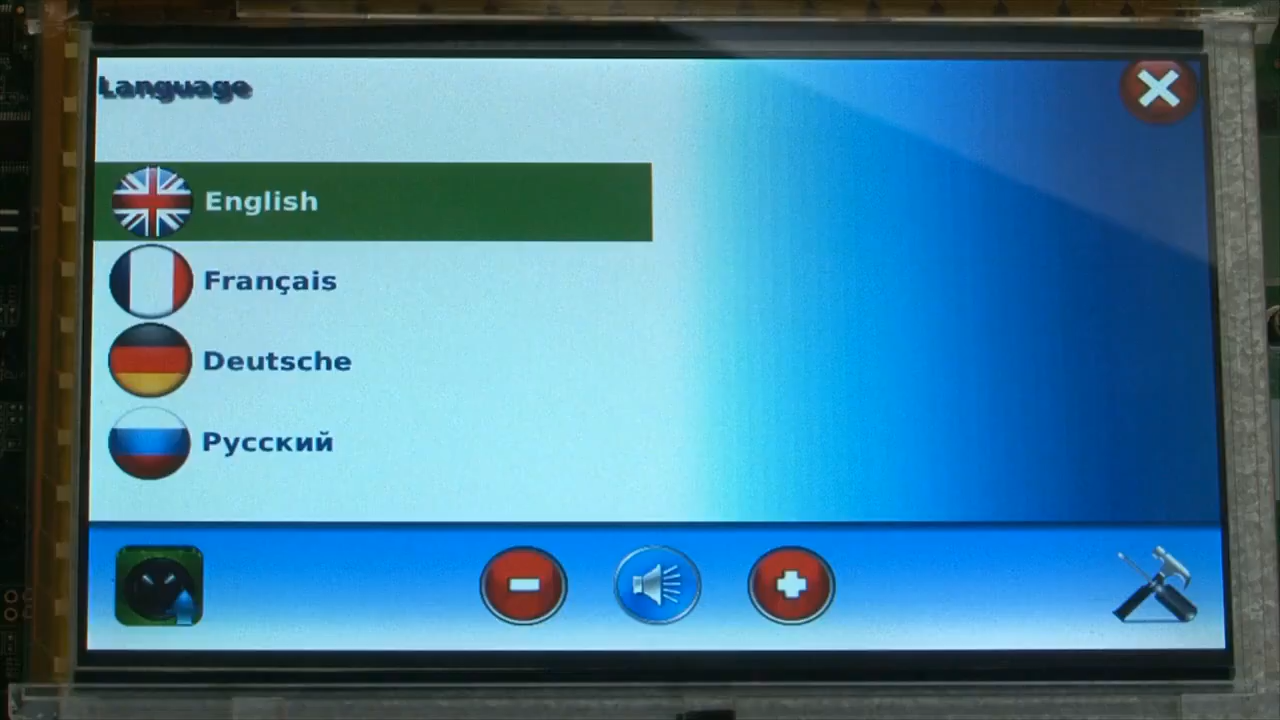 Language
English
Français
Deutsche
Русский